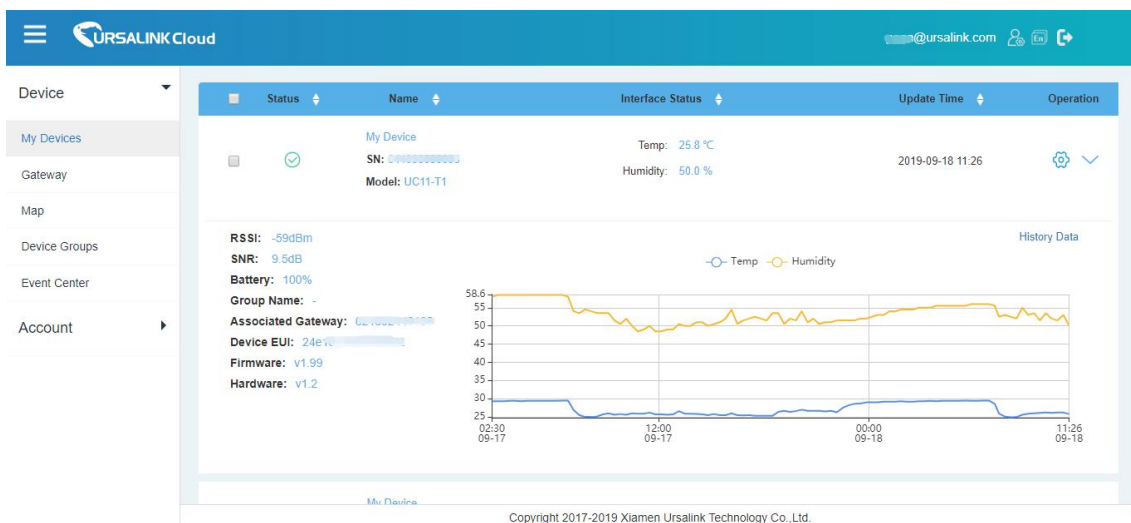 URSALINK Cloud
@ursalink.com
En
Device
My Devices
Gateway
Map
Device Groups
Event Center
Account
Status Name Interface Status Update Time Operation
My Device
SN:
Model: UC11-T1
Temp: 25.8 ℃
Humidity: 50.0 %
2019-09-18 11:26
RSSI: -59dBm
SNR: 9.5dB
Battery: 100%
Group Name: -
Associated Gateway:
Device EUI: 24e1
Firmware: v1.99
Hardware: v1.2
History Data
Temp Humidity
58.6
55
50
45
40
35
30
25
02:30
09-17
12:00
09-17
00:00
09-18
11:26
09-18
My Device
Copyright 2017-2019 Xiamen Ursalink Technology Co.,Ltd.